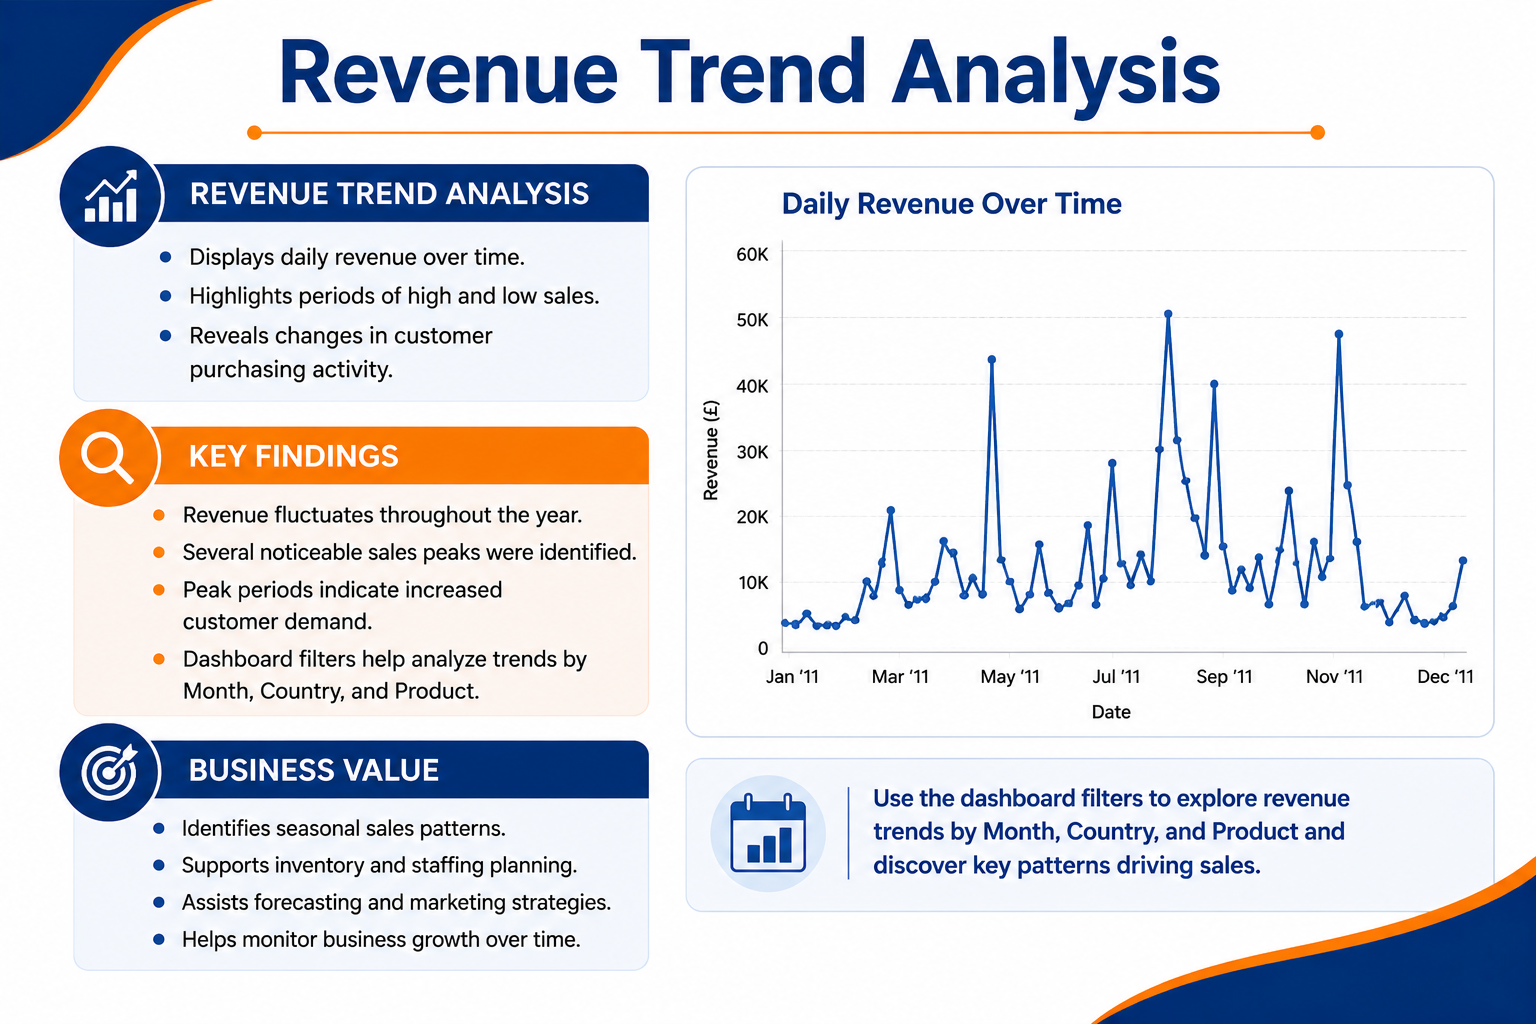 Revenue Trend Analysis
REVENUE TREND ANALYSIS
Displays daily revenue over time.
Highlights periods of high and low sales.
Reveals changes in customer
purchasing activity.
KEY FINDINGS
Revenue fluctuates throughout the year.
Several noticeable sales peaks were identified.
Peak periods indicate increased
customer demand.
Dashboard filters help analyze trends by
Month, Country, and Product.
BUSINESS VALUE
Identifies seasonal sales patterns.
Supports inventory and staffing planning.
Assists forecasting and marketing strategies.
Helps monitor business growth over time.
Daily Revenue Over Time
60K
50K
40K
30K
20K
10K
0
Revenue (£)
Jan '11 Mar '11 May '11 Jul '11 Sep '11 Nov '11 Dec '11
Date
Use the dashboard filters to explore revenue
trends by Month, Country, and Product and
discover key patterns driving sales.